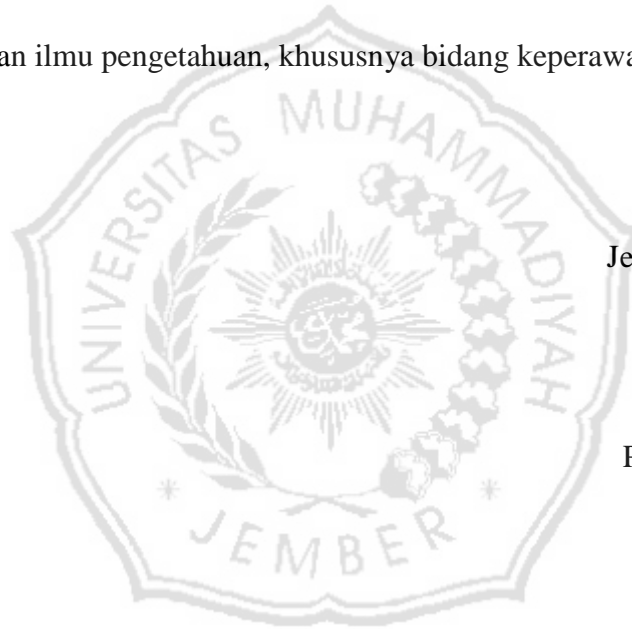 an ilmu pengetahuan, khususnya bidang keperawa
UNIVERSITAS MUHAMMADIYAH
Je
JEMBER